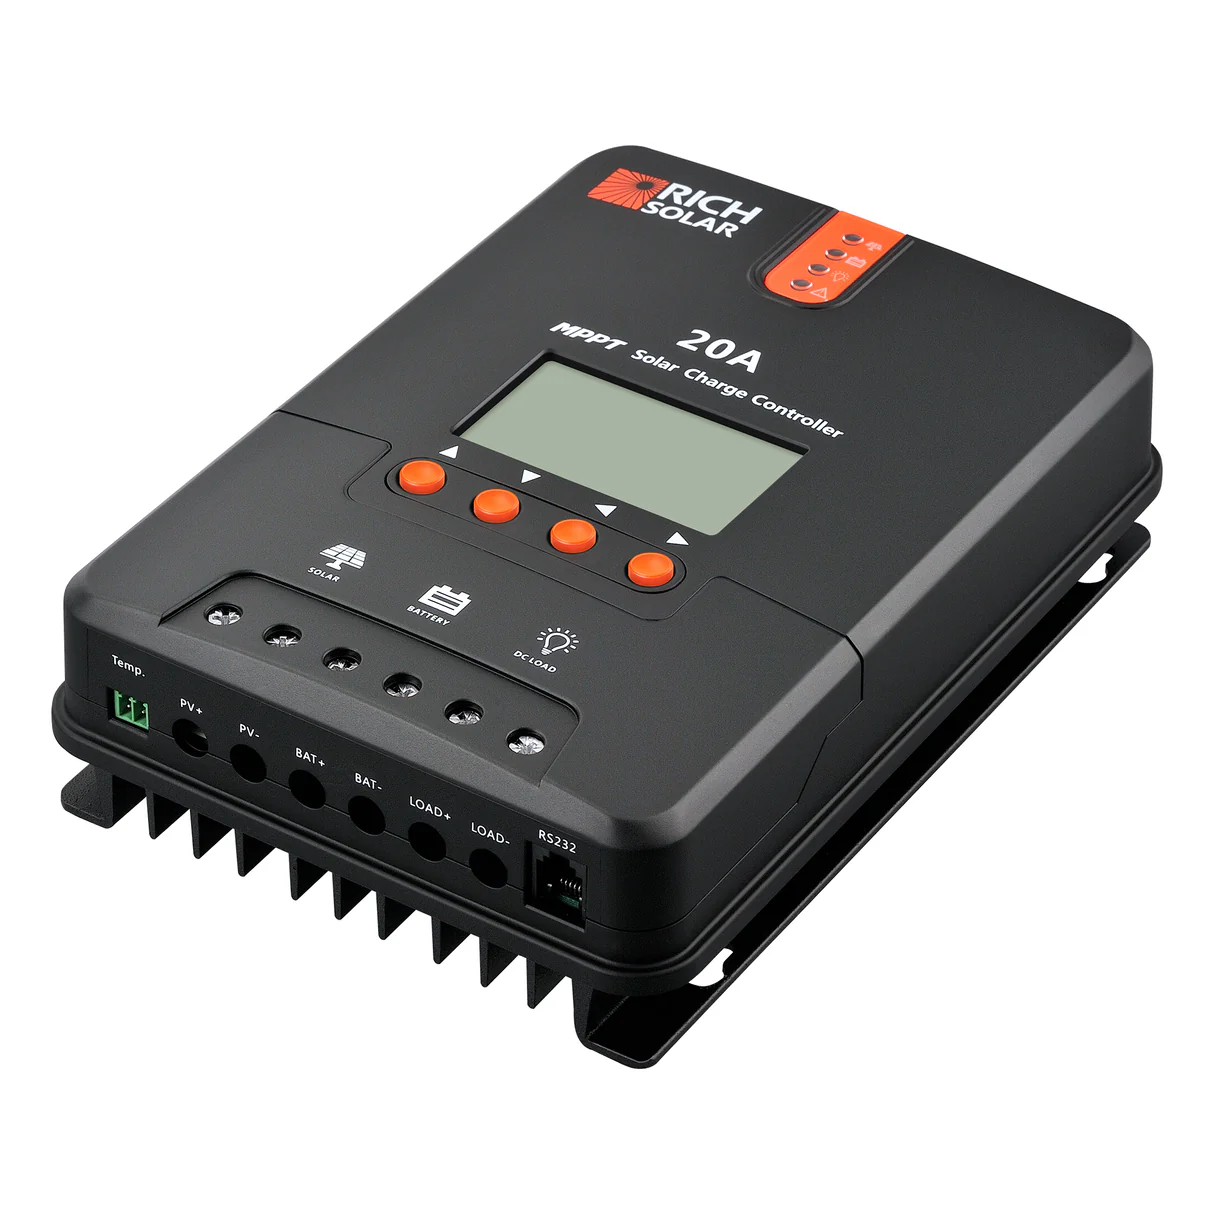 RICH
SOLAR
20A
MPPT Solar Charge Controller
SOLAR
BATTERY
DC LOAD
Temp.
PV+
PV-
BAT+
BAT-
LOAD+
LOAD-
RS232